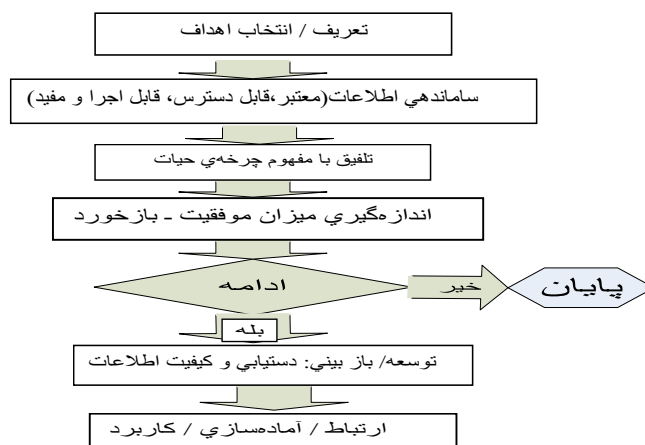 تعريف / انتخاب اهداف
ساماندهي اطلاعات(معتبر،قابل دسترس، قابل اجرا و مفيد)
تلفيق با مفهوم چرخه‌ي حيات
اندازه‌گيري ميزان موفقيت ـ بازخورد
ادامه
خير
پايان
بله
توسعه/ باز بيني: دستيابي و كيفيت اطلاعات
ارتباط / آماده‌سازي / كاربرد